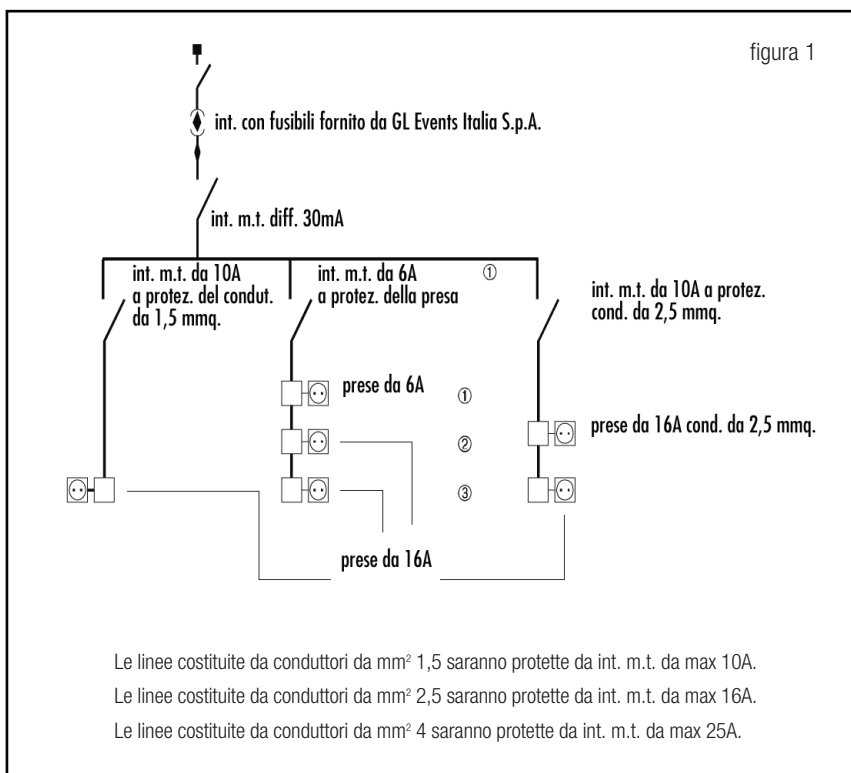 figura 1
int. con fusibili fornito da GL Events Italia S.p.A.
int. m.t. diff. 30mA
int. m.t. da 10A
a protez. del condut.
da 1,5 mmq.
int. m.t. da 6A
a protez. della presa
①
int. m.t. da 10A a protez.
cond. da 2,5 mmq.
prese da 6A
①
②
prese da 16A cond. da 2,5 mmq.
③
prese da 16A
Le linee costituite da conduttori da mm² 1,5 saranno protette da int. m.t. da max 10A.
Le linee costituite da conduttori da mm² 2,5 saranno protette da int. m.t. da max 16A.
Le linee costituite da conduttori da mm² 4 saranno protette da int. m.t. da max 25A.